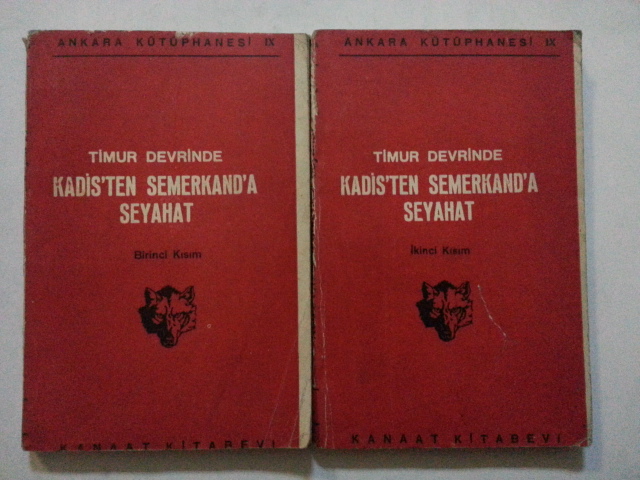 ANKARA KÜTÜPHANESİ IX
TİMUR DEVRİNDE
KADİS'TEN SEMERKAND'A
SEYAHAT
Birinci Kısım
KANAAT KİTABEVİ
ANKARA KÜTÜPHANESİ IX
TİMUR DEVRİNDE
KADİS'TEN SEMERKAND'A
SEYAHAT
İkinci Kısım
KANAAT KİTABEVİ